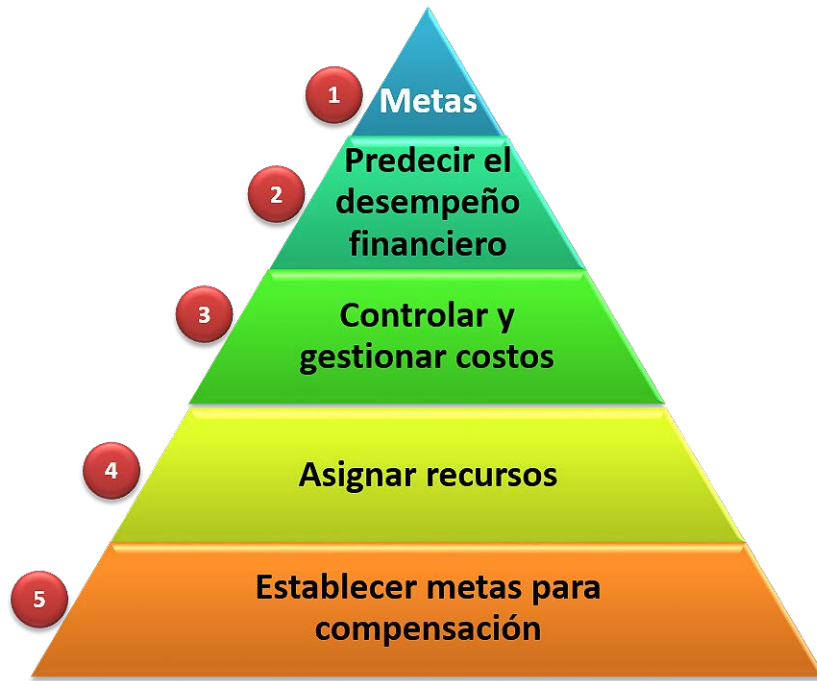 1
Metas
2
Predecir el
desempeño
financiero
3
Controlar y
gestionar costos
4
Asignar recursos
5
Establecer metas para
compensación